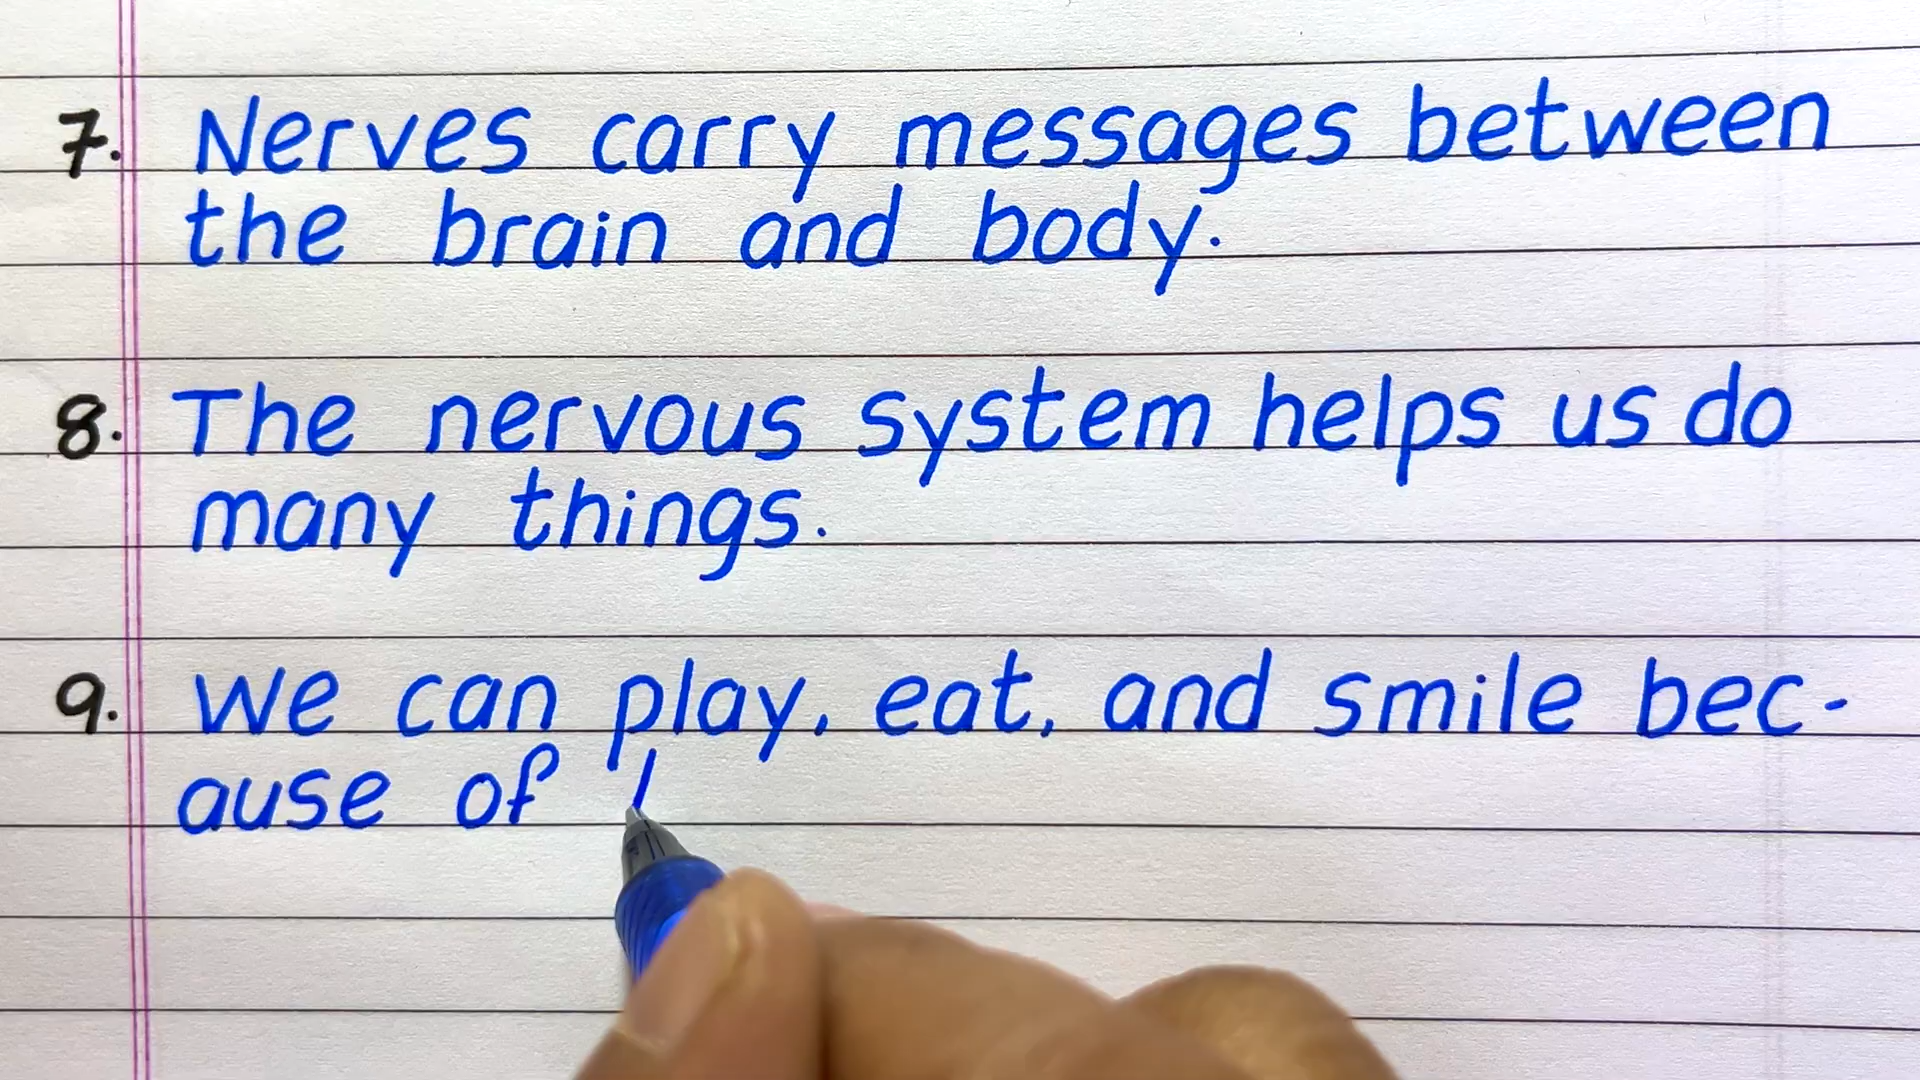 7. Nerves carry messages between
the brain and body.
8. The nervous system helps us do
many things.
9. We can play, eat, and smile bec-
ause of